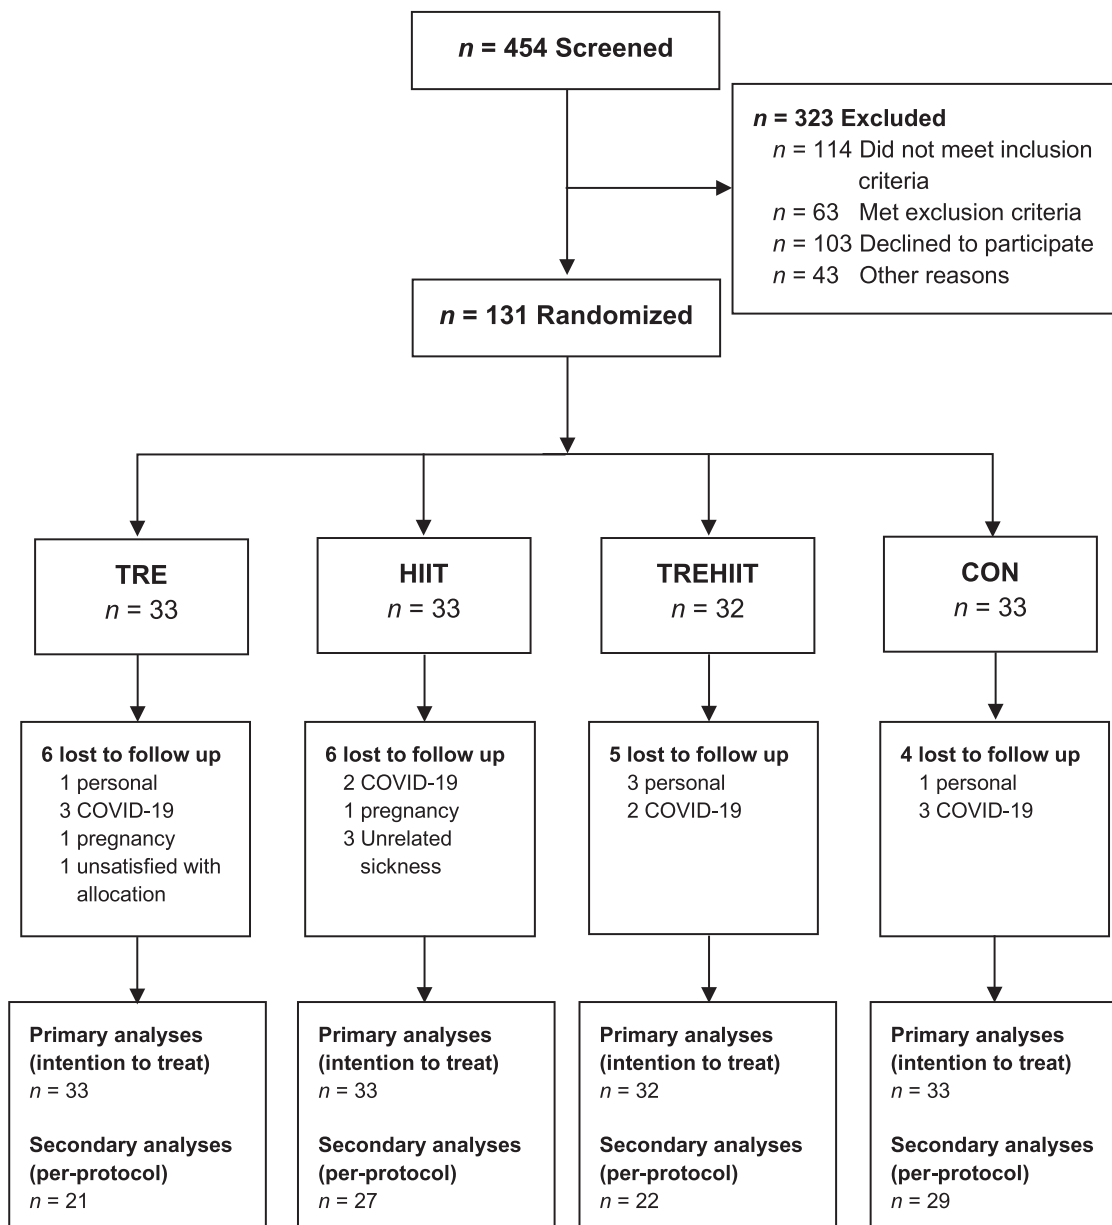 n = 454 Screened
n = 323 Excluded
n = 114 Did not meet inclusion
criteria
n = 63 Met exclusion criteria
n = 103 Declined to participate
n = 43 Other reasons
n = 131 Randomized
TRE
n = 33
HIIT
n = 33
TREHIIT
n = 32
CON
n = 33
6 lost to follow up
1 personal
3 COVID-19
1 pregnancy
1 unsatisfied with
allocation
6 lost to follow up
2 COVID-19
1 pregnancy
3 Unrelated
sickness
5 lost to follow up
3 personal
2 COVID-19
4 lost to follow up
1 personal
3 COVID-19
Primary analyses
(intention to treat)
n = 33
Secondary analyses
(per-protocol)
n = 21
Primary analyses
(intention to treat)
n = 33
Secondary analyses
(per-protocol)
n = 27
Primary analyses
(intention to treat)
n = 32
Secondary analyses
(per-protocol)
n = 22
Primary analyses
(intention to treat)
n = 33
Secondary analyses
(per-protocol)
n = 29